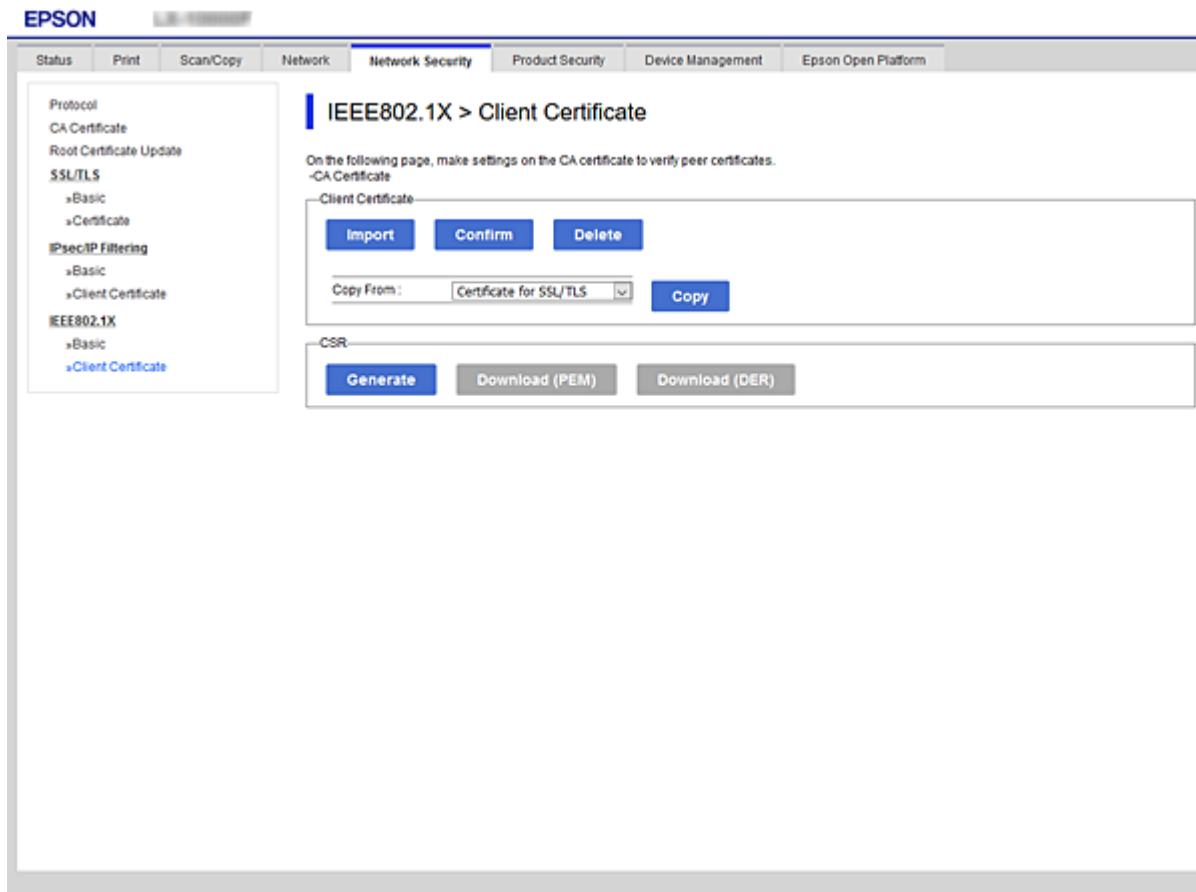 EPSON
Status Print Scan/Copy Network Network Security Product Security Device Management Epson Open Platform
Protocol
CA Certificate
Root Certificate Update
SSL/TLS
»Basic
»Certificate
IPsec/IP Filtering
»Basic
»Client Certificate
IEEE802.1X
»Basic
»Client Certificate
IEEE802.1X > Client Certificate
On the following page, make settings on the CA certificate to verify peer certificates.
-CA Certificate
Client Certificate
Import Confirm Delete
Copy From : Certificate for SSL/TLS Copy
CSR
Generate Download (PEM) Download (DER)